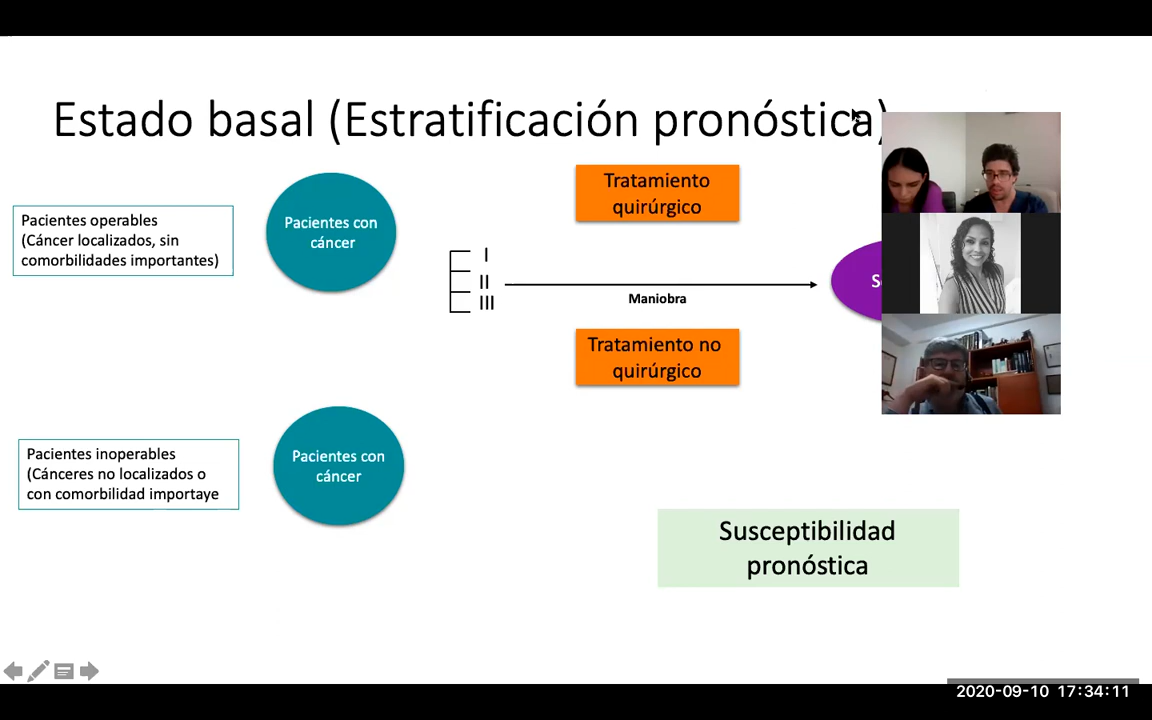 Estado basal (Estratificación pronóstica)
Pacientes operables
(Cáncer localizados, sin
comorbilidades importantes)
Pacientes con
cáncer
Tratamiento
quirúrgico
I
II
III
Maniobra
Tratamiento no
quirúrgico
Pacientes inoperables
(Cánceres no localizados o
con comorbilidad importaye
Pacientes con
cáncer
Susceptibilidad
pronóstica
2020-09-10 17:34:11